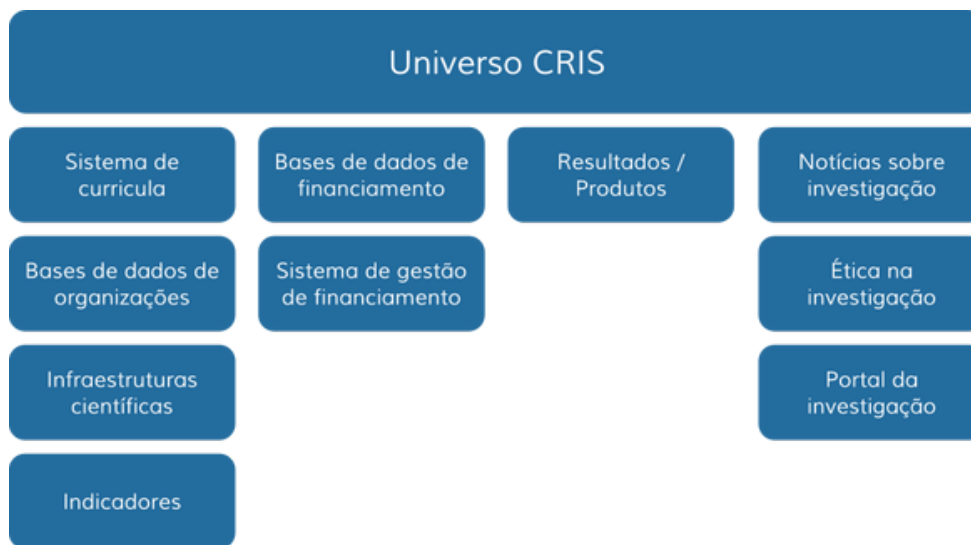 Universo CRIS
Sistema de
curricula
Bases de dados de
organizações
Infraestruturas
científicas
Indicadores
Bases de dados de
financiamento
Sistema de gestão
de financiamento
Resultados /
Produtos
Notícias sobre
investigação
Ética na
investigação
Portal da
investigação